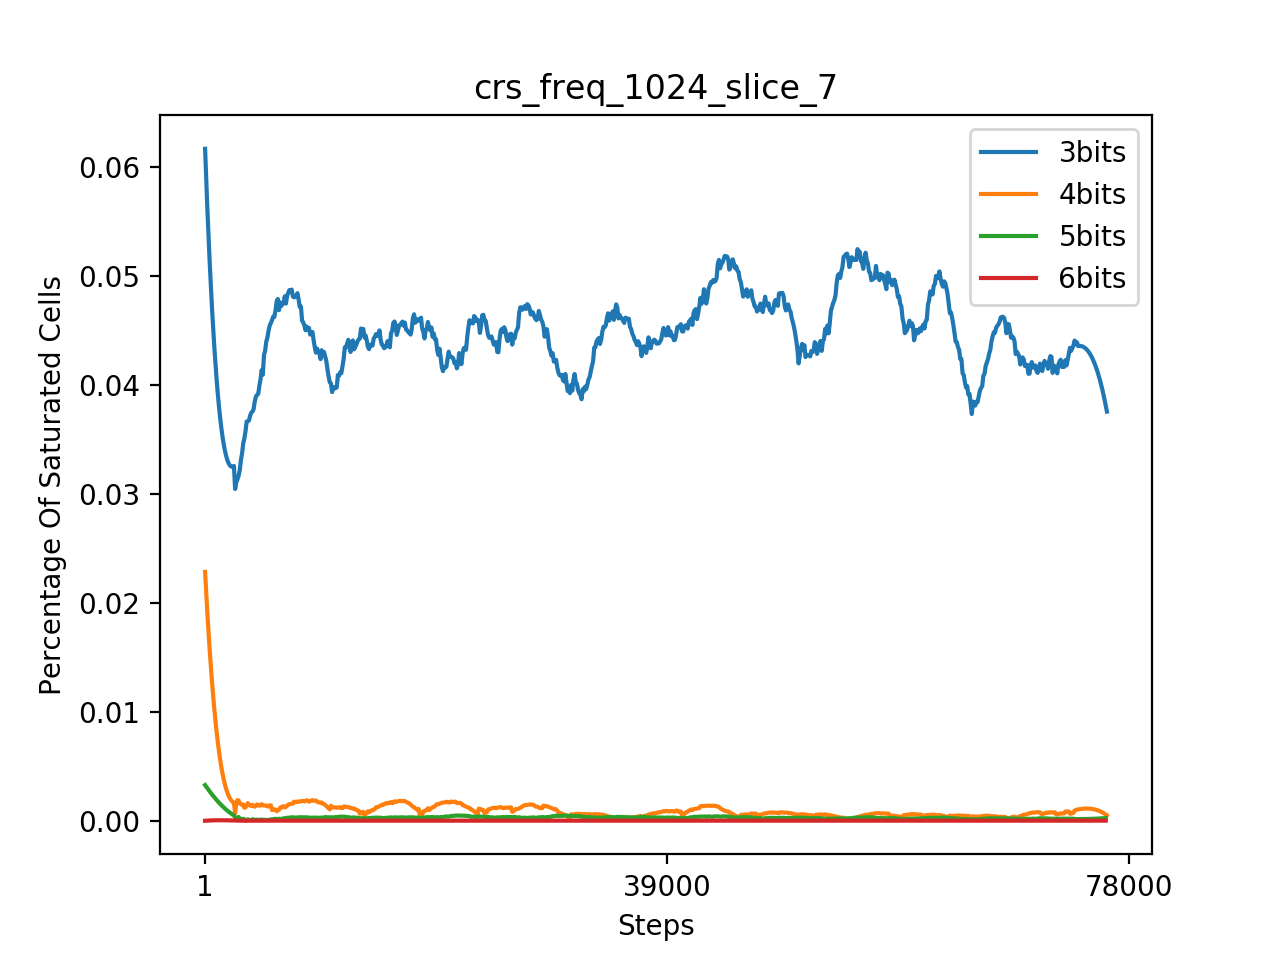 crs_freq_1024_slice_7
3bits
4bits
5bits
6bits
0.06
0.05
0.04
0.03
0.02
0.01
0.00
Percentage Of Saturated Cells
1
39000
78000
Steps